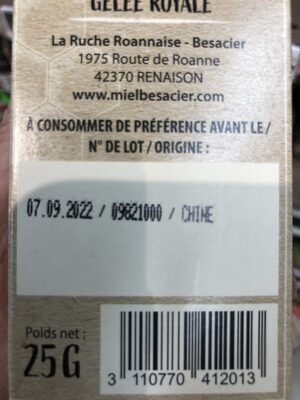 GELÉE ROYALE
La Ruche Roannaise - Besacier
1975 Route de Roanne
42370 RENAISON
www.mielbesacier.com
À CONSOMMER DE PRÉFÉRENCE AVANT LE /
N° DE LOT / ORIGINE :
07.09.2022 / 09821000 / CHINE
Poids net :
25G
3 110770 412013